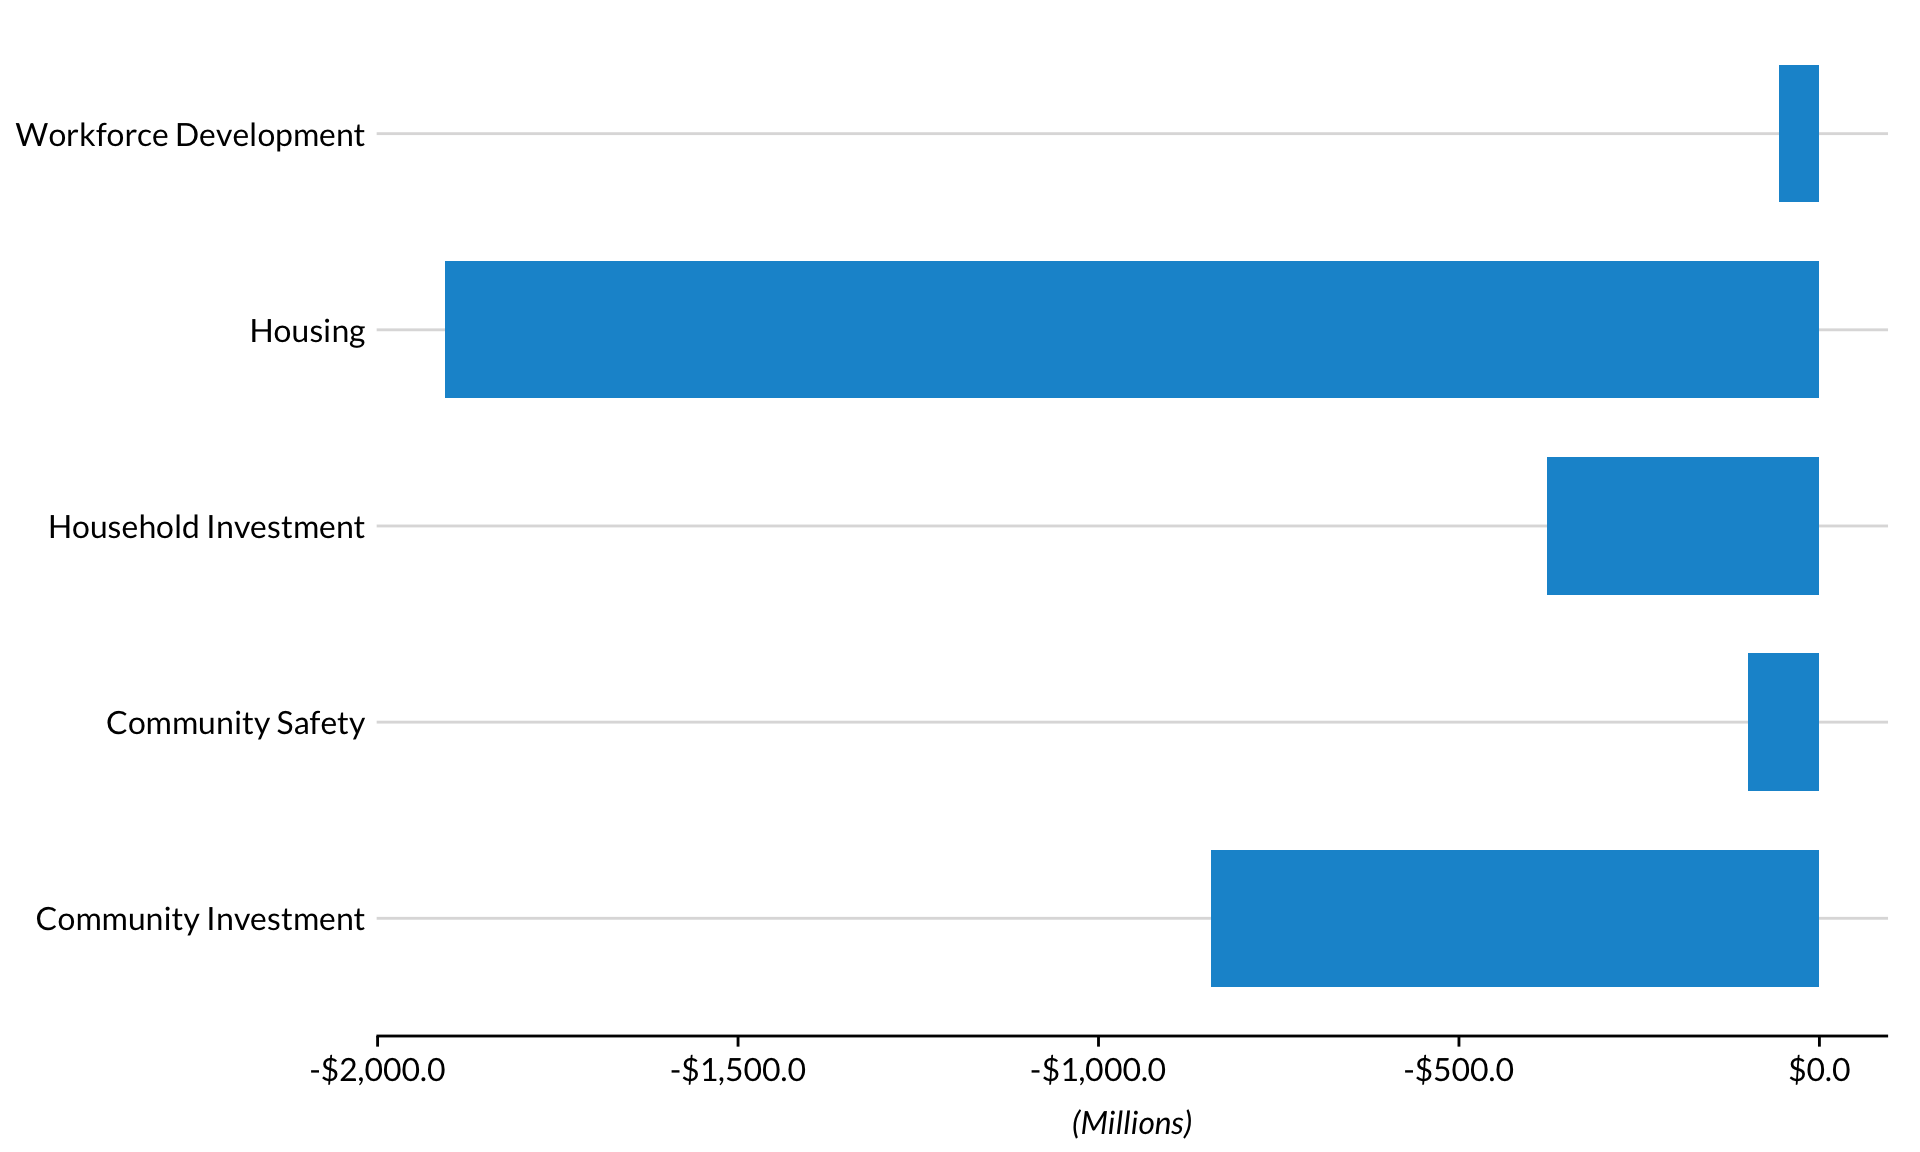 Workforce Development
Housing
Household Investment
Community Safety
Community Investment
-$2,000.0 -$1,500.0 -$1,000.0 -$500.0 $0.0
(Millions)